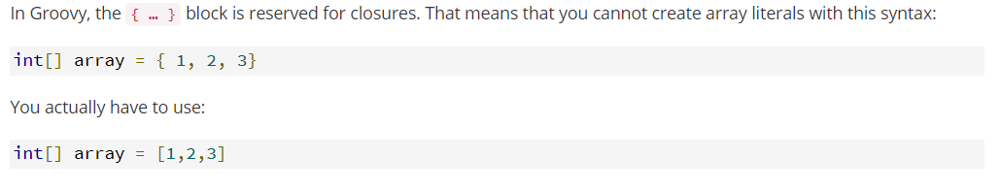 In Groovy, the { … } block is reserved for closures. That means that you cannot create array literals with this syntax:
int[] array = { 1, 2, 3}
You actually have to use:
int[] array = [1,2,3]